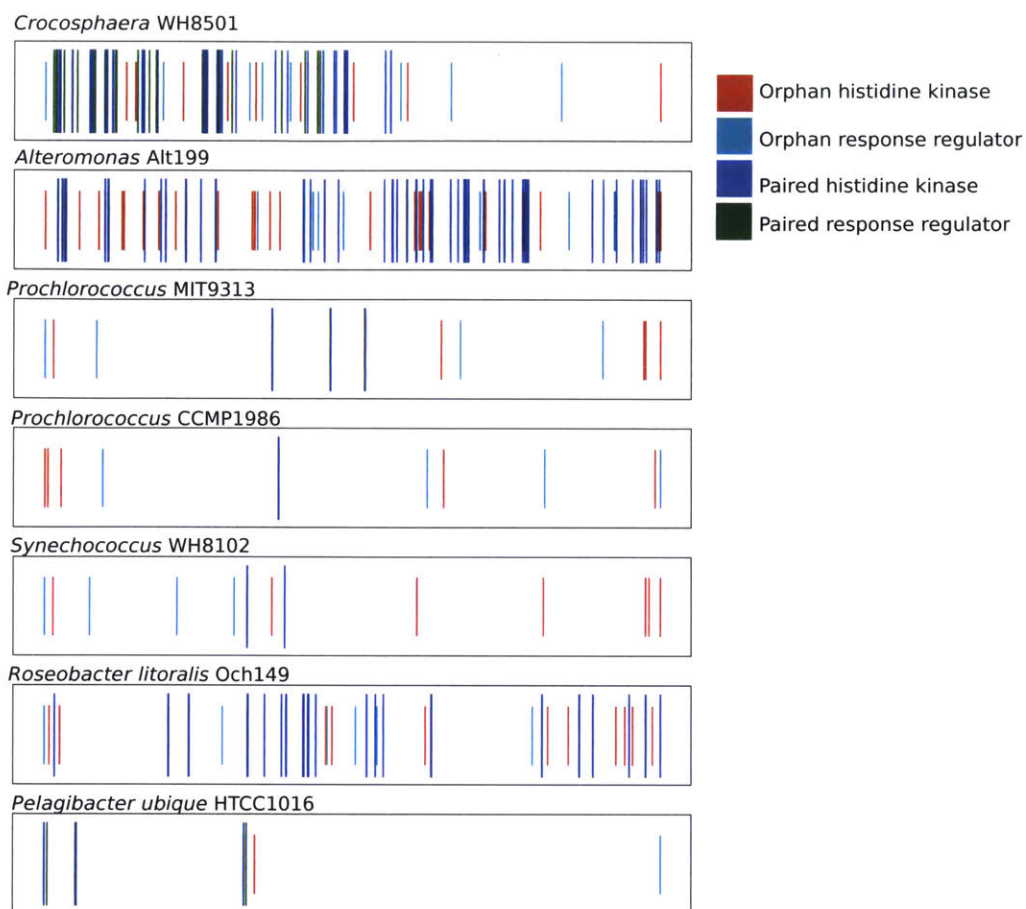 Crocosphaera WH8501
Orphan histidine kinase
Orphan response regulator
Alteromonas Alt199
Paired histidine kinase
Paired response regulator
Prochlorococcus MIT9313
Prochlorococcus CCMP1986
Synechococcus WH8102
Roseobacter litoralis Och149
Pelagibacter ubique HTCC1016